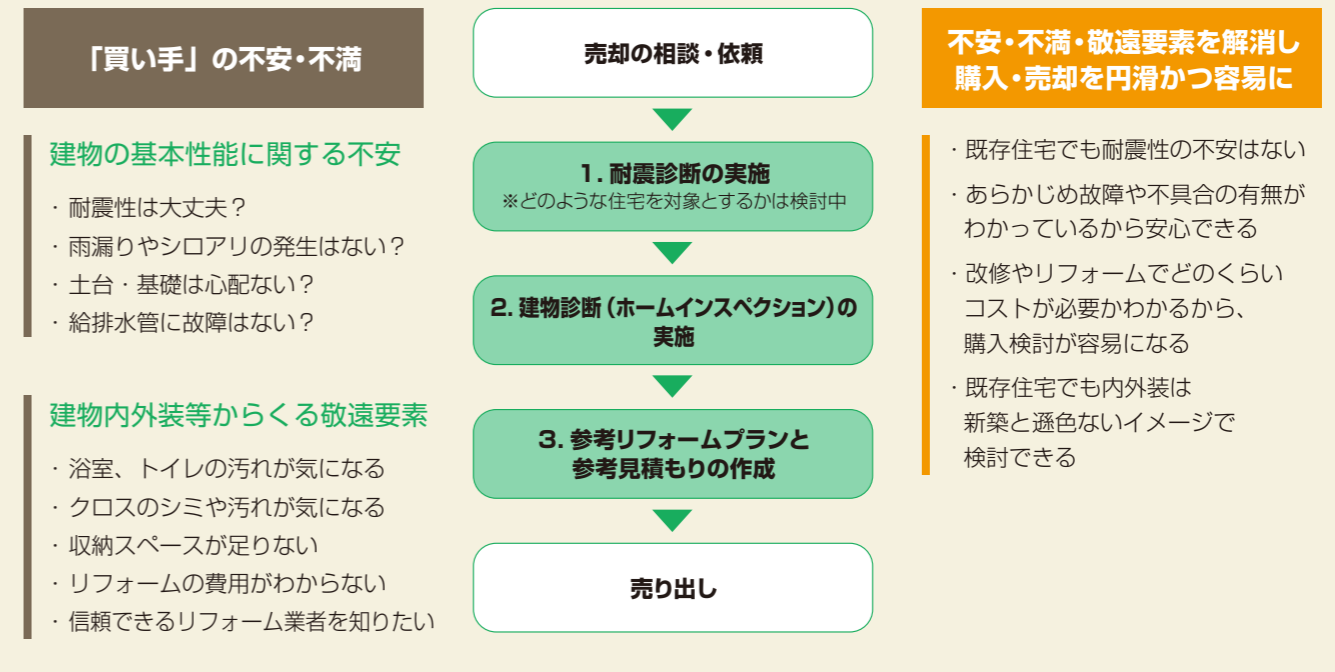 「買い手」の不安・不満
建物の基本性能に関する不安
・耐震性は大丈夫？
・雨漏りやシロアリの発生はない？
・土台・基礎は心配ない？
・給排水管に故障はない？
建物内外装等からくる敬遠要素
・浴室、トイレの汚れが気になる
・クロスのシミや汚れが気になる
・収納スペースが足りない
・リフォームの費用がわからない
・信頼できるリフォーム業者を知りたい
売却の相談・依頼
1. 耐震診断の実施
※どのような住宅を対象とするかは検討中
2. 建物診断（ホームインスペクション）の
実施
3. 参考リフォームプランと
参考見積もりの作成
売り出し
不安・不満・敬遠要素を解消し
購入・売却を円滑かつ容易に
・既存住宅でも耐震性の不安はない
・あらかじめ故障や不具合の有無が
わかっているから安心できる
・改修やリフォームでどのくらい
コストが必要かわかるから、
購入検討が容易になる
・既存住宅でも内外装は
新築と遜色ないイメージで
検討できる